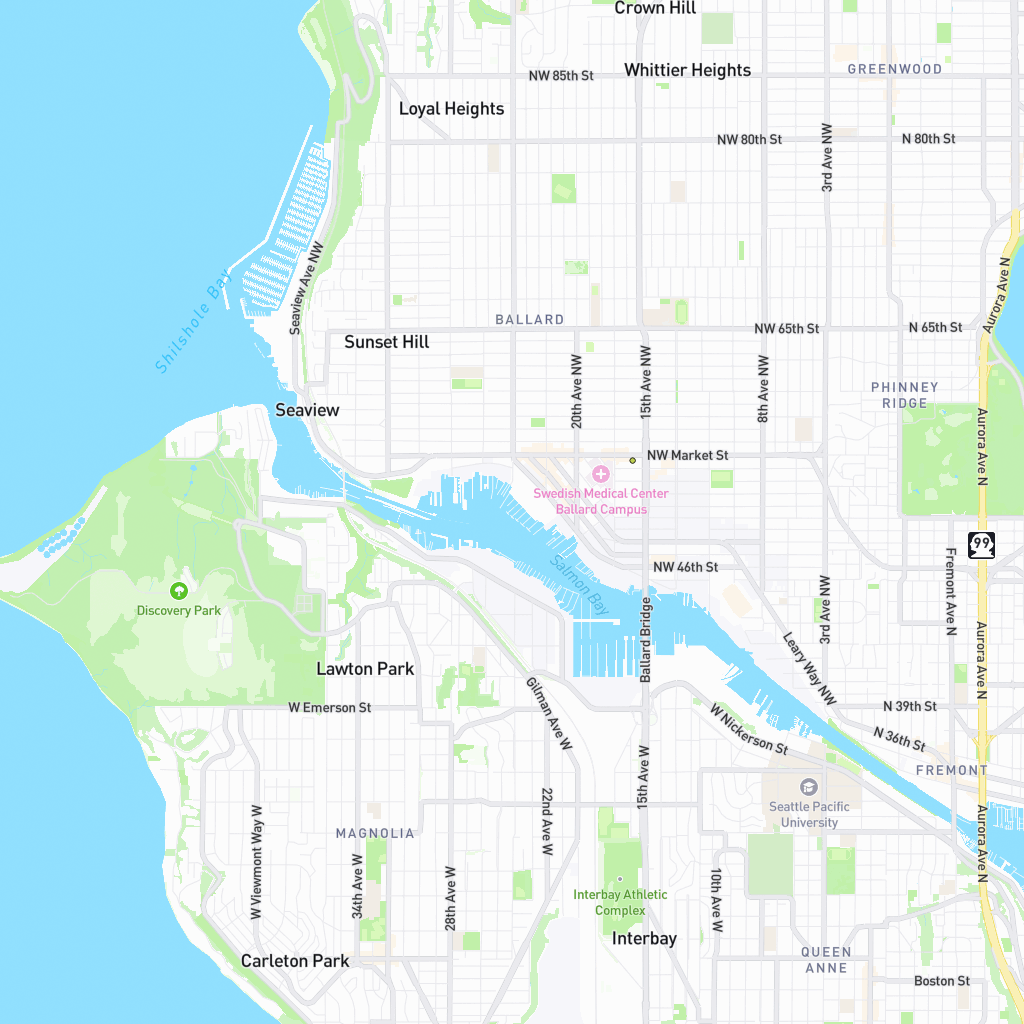 Crown Hill
NW 85th St
Whittier Heights
GREENWOOD
Loyal Heights
NW 80th St
3rd Ave NW
N 80th St
Shilshole Bay
Seaview Ave NW
BALLARD
NW 65th St
N 65th St
Aurora Ave N
Sunset Hill
20th Ave NW
15th Ave NW
8th Ave NW
PHINNEY
RIDGE
Seaview
Aurora Ave N
NW Market St
Swedish Medical Center
Ballard Campus
99
Salmon Bay
NW 46th St
Fremont Ave N
Discovery Park
3rd Ave NW
Ballard Bridge
Leary Way NW
Aurora Ave N
Lawton Park
W Emerson St
Gilman Ave W
N 39th St
W Nickerson St
N 36th St
FREMONT
15th Ave W
22nd Ave W
Seattle Pacific
University
Aurora Ave N
MAGNOLIA
W Viewmont Way W
34th Ave W
28th Ave W
10th Ave W
Interbay Athletic
Complex
Interbay
Carleton Park
QUEEN
ANNE
Boston St